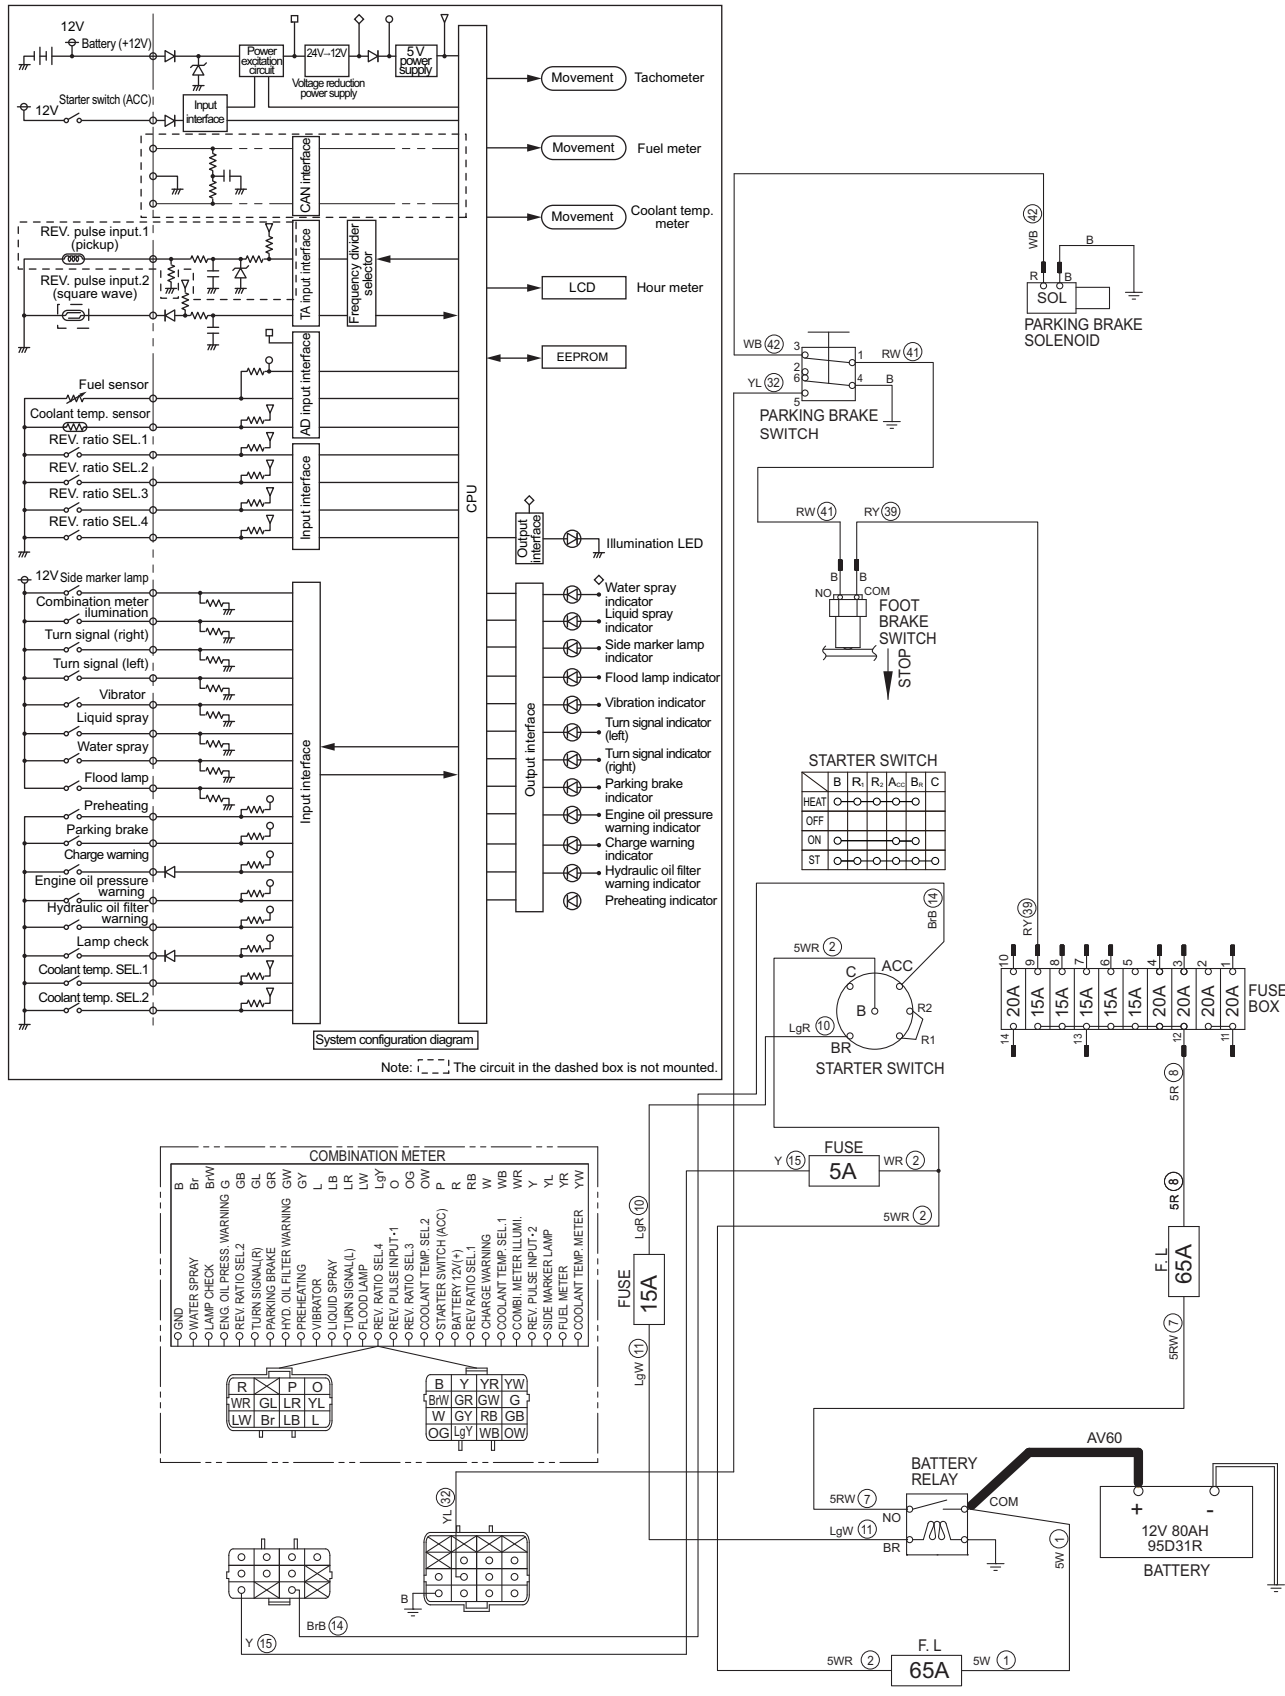 12V
Battery (+12V)
Power
excitation
circuit
24V→12V
Voltage reduction
power supply
5 V
power
supply
Starter switch (ACC)
12V
Input
interface
CAN interface
REV. pulse input.1
(pickup)
REV. pulse input.2
(square wave)
TA input interface
Frequency divider
selector
AD input interface
Fuel sensor
Coolant temp. sensor
REV. ratio SEL.1
REV. ratio SEL.2
REV. ratio SEL.3
REV. ratio SEL.4
Input interface
CPU
Movement
Tachometer
Movement
Fuel meter
Movement
Coolant temp.
meter
LCD
Hour meter
EEPROM
Output
interface
Illumination LED
12V
Side marker lamp
Combination meter
ilumination
Turn signal (right)
Turn signal (left)
Vibrator
Liquid spray
Water spray
Flood lamp
Preheating
Parking brake
Charge warning
Engine oil pressure
warning
Hydraulic oil filter
warning
Lamp check
Coolant temp. SEL.1
Coolant temp. SEL.2
Input interface
Output interface
Water spray
indicator
Liquid spray
indicator
Side marker lamp
indicator
Flood lamp indicator
Vibration indicator
Turn signal indicator
(left)
Turn signal indicator
(right)
Parking brake
indicator
Engine oil pressure
warning indicator
Charge warning
indicator
Hydraulic oil filter
warning indicator
Preheating indicator
System configuration diagram
Note: The circuit in the dashed box is not mounted.
WB 42
B
R
B
SOL
PARKING BRAKE
SOLENOID
WB 42
3
1
RW 41
2
6
4
B
YL 32
5
PARKING BRAKE
SWITCH
RW 41
RY 39
B
B
NO
COM
FOOT
BRAKE
SWITCH
STOP
STARTER SWITCH
B R1 R2 ACC BR C
HEAT
OFF
ON
ST
BrB 14
RY 39
5WR 2
C
ACC
B
R2
LgR 10
R1
BR
STARTER SWITCH
10 9 8 7 6 5 4 3 2 1
20A 15A 15A 15A 15A 15A 20A 20A 20A 20A
14 13 12 11
FUSE
BOX
5R 8
5R 8
F. L
65A
5RW 7
FUSE
Y 15
5A
WR 2
5WR 2
LgR 10
FUSE
15A
LgW 11
COMBINATION METER
B GND
Br WATER SPRAY
BrW LAMP CHECK
G ENG. OIL PRESS. WARNING
GB REV. RATIO SEL.2
GL TURN SIGNAL(R)
GR PARKING BRAKE
GW HYD. OIL FILTER WARNING
GY PREHEATING
L VIBRATOR
LB LIQUID SPRAY
LR TURN SIGNAL(L)
LW FLOOD LAMP
LgY REV. RATIO SEL.4
O REV. PULSE INPUT·1
OG REV. RATIO SEL.3
OW COOLANT TEMP. SEL.2
P STARTER SWITCH (ACC)
R BATTERY 12V(+)
RB REV RATIO SEL.1
W CHARGE WARNING
WB COOLANT TEMP. SEL.1
WR COMBI. METER ILLUMI.
Y REV. PULSE INPUT·2
YL SIDE MARKER LAMP
YR FUEL METER
YW COOLANT TEMP. METER
R P O
WR GL LR YL
LW Br LB L
B Y YR YW
BrW GR GW G
W GY RB GB
OG LgY WB OW
YL 32
B
BrB 14
Y 15
BATTERY
RELAY
AV60
5RW 7
NO
COM
LgW 11
BR
5W 1
+
-
12V 80AH
95D31R
BATTERY
5WR 2
F. L
65A
5W 1